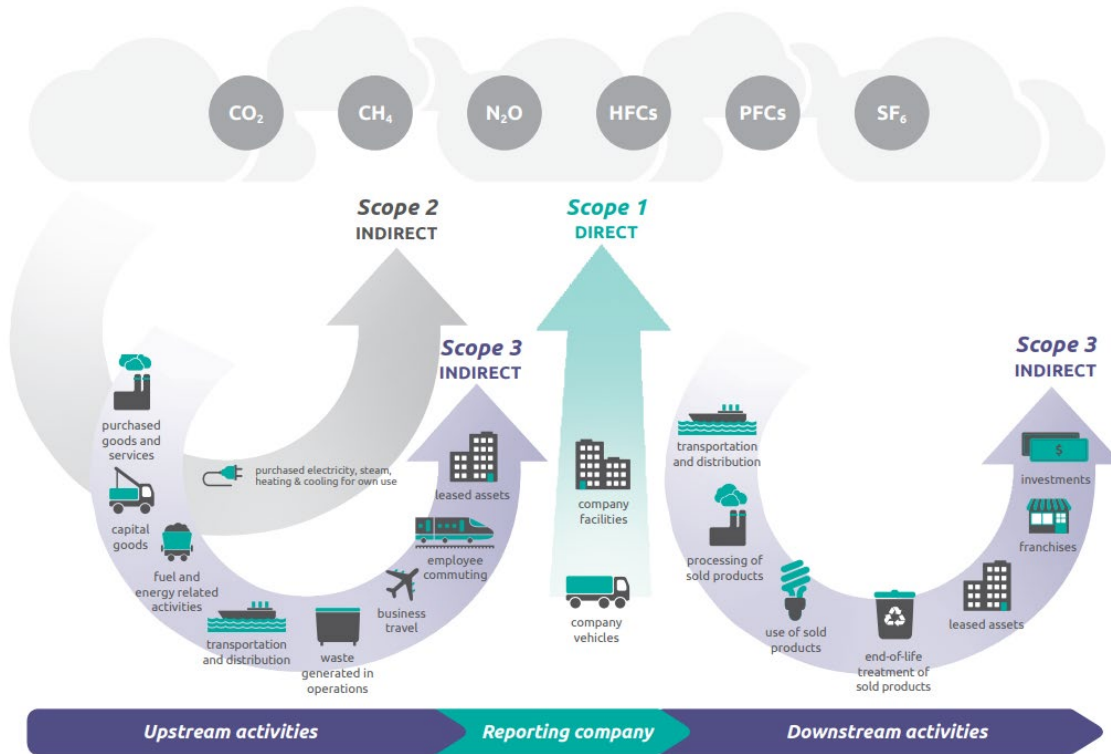 CO₂
CH₄
N₂O
HFCs
PFCs
SF₆
Scope 2
INDIRECT
Scope 1
DIRECT
Scope 3
INDIRECT
Scope 3
INDIRECT
purchased
goods and
services
capital
goods
fuel and
energy related
activities
transportation
and distribution
waste
generated in
operations
business
travel
employee
commuting
leased assets
purchased electricity, steam,
heating & cooling for own use
company
facilities
company
vehicles
transportation
and distribution
processing of
sold products
use of sold
products
end-of-life
treatment of
sold products
leased assets
franchises
$
investments
Upstream activities
Reporting company
Downstream activities